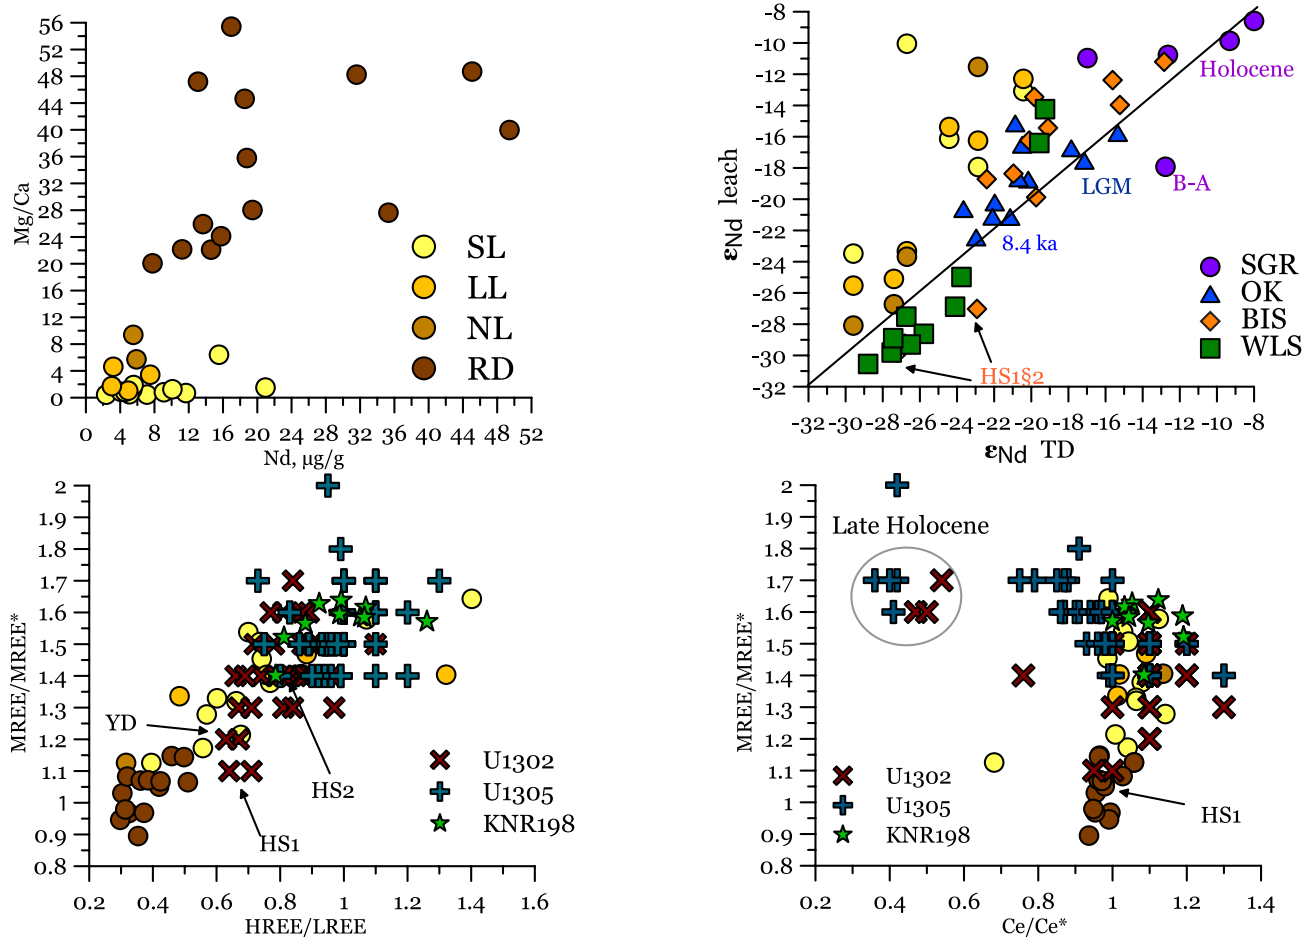 56
52
48
44
40
36
32
28
24
20
16
12
8
4
0
Mg/Ca
0 4 8 12 16 20 24 28 32 36 40 44 48 52
Nd, µg/g
SL
LL
NL
RD
-8
-10
-12
-14
-16
-18
-20
-22
-24
-26
-28
-30
-32
εNd leach
-32 -30 -28 -26 -24 -22 -20 -18 -16 -14 -12 -10 -8
εNd TD
Holocene
LGM
B-A
8.4 ka
HS1§2
SGR
OK
BIS
WLS
2
1.9
1.8
1.7
1.6
1.5
1.4
1.3
1.2
1.1
1
0.9
0.8
MREE/MREE*
0.2 0.4 0.6 0.8 1 1.2 1.4 1.6
HREE/LREE
YD
HS2
HS1
U1302
U1305
KNR198
2
1.9
1.8
1.7
1.6
1.5
1.4
1.3
1.2
1.1
1
0.9
0.8
MREE/MREE*
0.2 0.4 0.6 0.8 1 1.2 1.4
Ce/Ce*
Late Holocene
HS1
U1302
U1305
KNR198